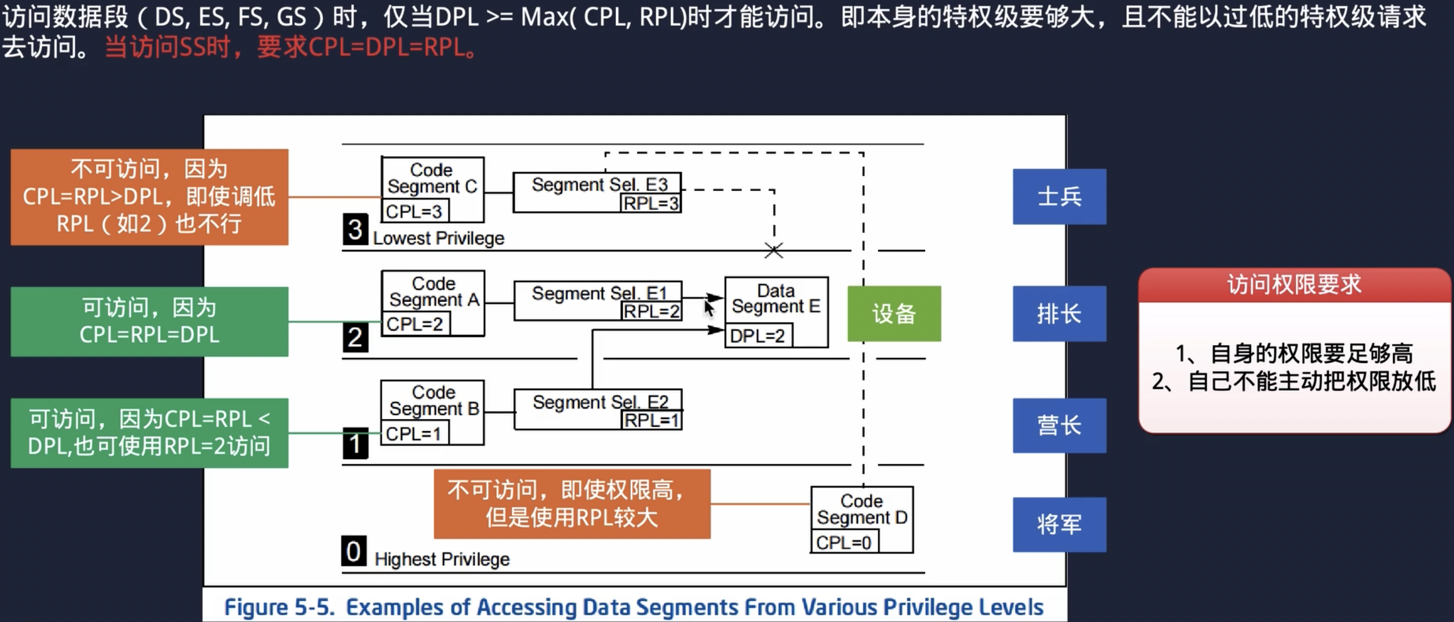 访问数据段（DS, ES, FS, GS）时，仅当DPL >= Max( CPL, RPL)时才能访问。即本身的特权级要够大，且不能以过低的特权级请求
去访问。当访问SS时，要求CPL=DPL=RPL。
不可访问，因为
CPL=RPL>DPL，即使调低
RPL（如2）也不行
Code
Segment C
CPL=3
Segment Sel. E3
RPL=3
3
Lowest Privilege
士兵
可访问，因为
CPL=RPL=DPL
Code
Segment A
CPL=2
Segment Sel. E1
RPL=2
Data
Segment E
DPL=2
2
设备
排长
访问权限要求
1、自身的权限要足够高
2、自己不能主动把权限放低
可访问，因为CPL=RPL <
DPL,也可使用RPL=2访问
Code
Segment B
CPL=1
Segment Sel. E2
RPL=1
1
营长
不可访问，即使权限高，
但是使用RPL较大
Code
Segment D
CPL=0
0
Highest Privilege
将军
Figure 5-5. Examples of Accessing Data Segments From Various Privilege Levels